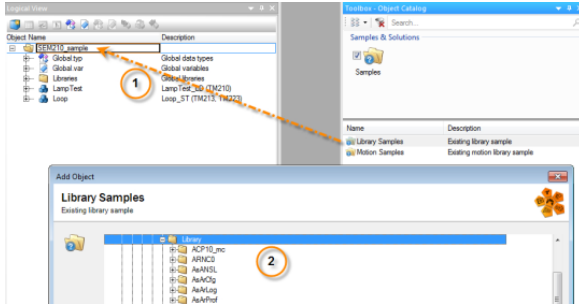 Logical View
Object Name
Description
SEM210_sample
Global.typ
Global data types
Global.var
Global variables
Libraries
Global libraries
LampTest
LampTest_LD (TM210)
Loop
Loop_ST (TM213, TM223)
1
Toolbox - Object Catalog
Search...
Samples & Solutions
Samples
Name
Description
Library Samples
Existing library sample
Motion Samples
Existing motion library sample
Add Object
Library Samples
Existing library sample
Library
ACP10_mc
ARNC0
AsANSL
AsArCfg
AsArLog
AsArProf
2